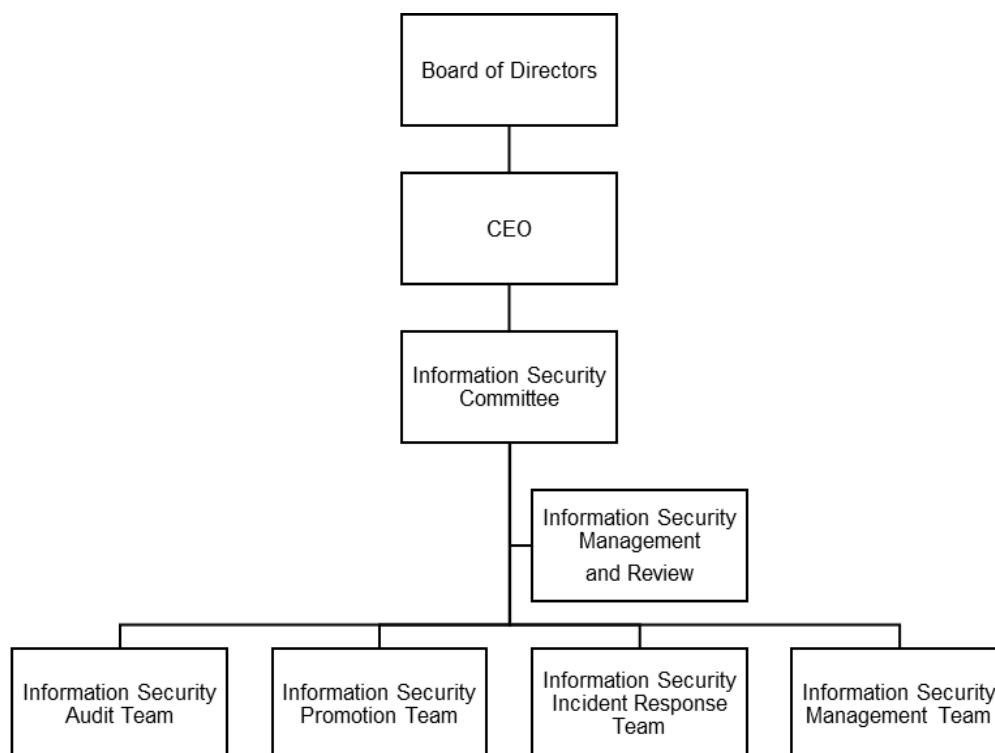 Board of Directors
CEO
Information Security
Committee
Information Security
Management
and Review
Information Security
Audit Team
Information Security
Promotion Team
Information Security
Incident Response
Team
Information Security
Management Team